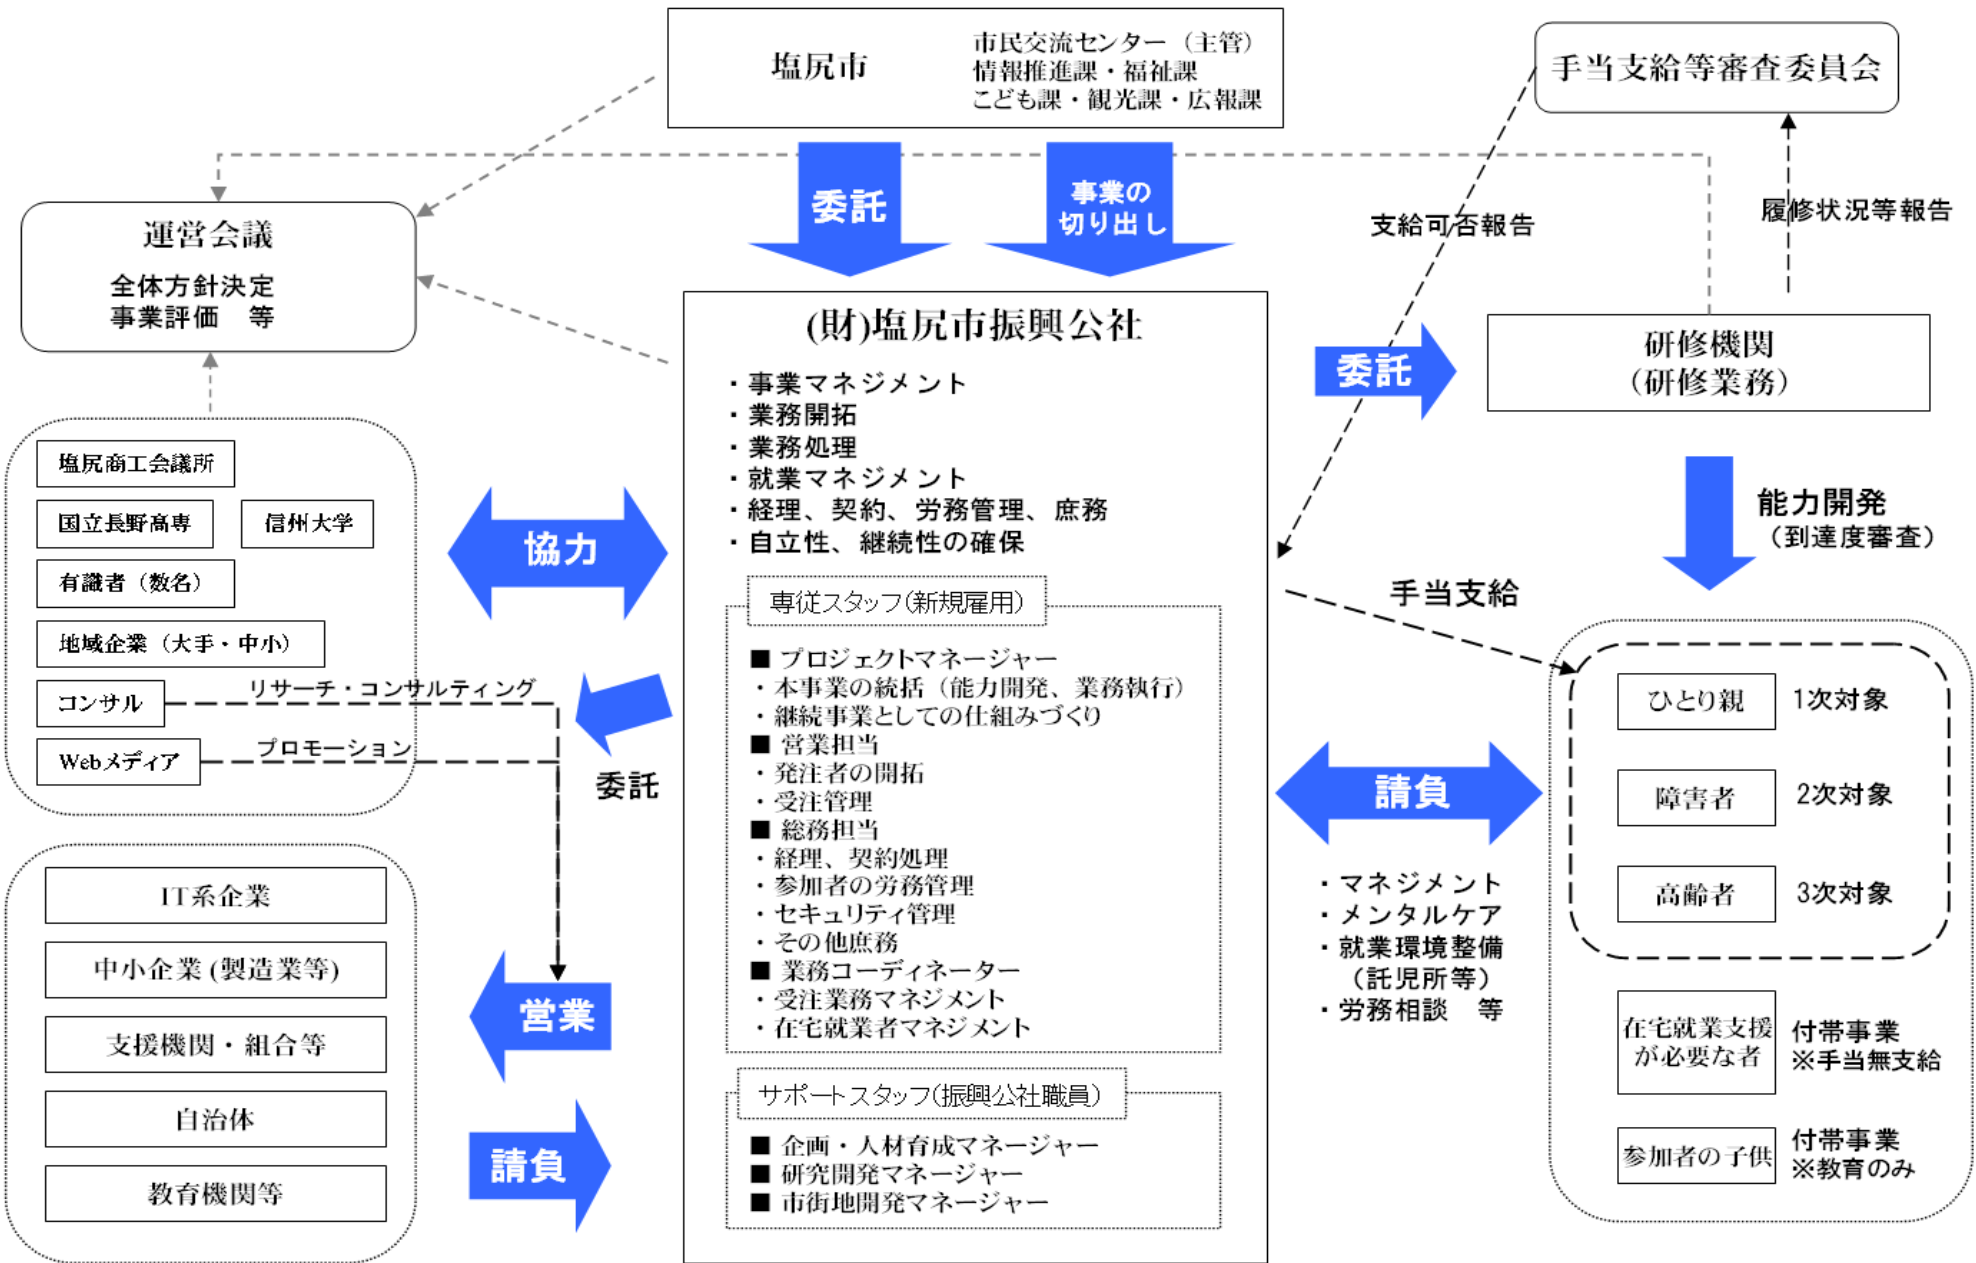 塩尻市
市民交流センター（主管）
情報推進課・福祉課
こども課・観光課・広報課
手当支給等審査委員会
委託
事業の
切り出し
支給可否報告
履修状況等報告
運営会議
全体方針決定
事業評価　等
(財)塩尻市振興公社
・事業マネジメント
・業務開拓
・業務処理
・就業マネジメント
・経理、契約、労務管理、庶務
・自立性、継続性の確保
委託
研修機関
（研修業務）
能力開発
（到達度審査）
塩尻商工会議所
国立長野高専
信州大学
有識者（数名）
地域企業（大手・中小）
コンサル
Webメディア
リサーチ・コンサルティング
プロモーション
協力
委託
専従スタッフ(新規雇用)
■ プロジェクトマネージャー
・本事業の統括（能力開発、業務執行）
・継続事業としての仕組みづくり
■ 営業担当
・発注者の開拓
・受注管理
■ 総務担当
・経理、契約処理
・参加者の労務管理
・セキュリティ管理
・その他庶務
■ 業務コーディネーター
・受注業務マネジメント
・在宅就業者マネジメント
サポートスタッフ(振興公社職員)
■ 企画・人材育成マネージャー
■ 研究開発マネージャー
■ 市街地開発マネージャー
手当支給
請負
・マネジメント
・メンタルケア
・就業環境整備
（託児所等）
・労務相談　等
ひとり親
1次対象
障害者
2次対象
高齢者
3次対象
在宅就業支援
が必要な者
付帯事業
※手当無支給
参加者の子供
付帯事業
※教育のみ
IT系企業
中小企業 (製造業等)
支援機関・組合等
自治体
教育機関等
営業
請負